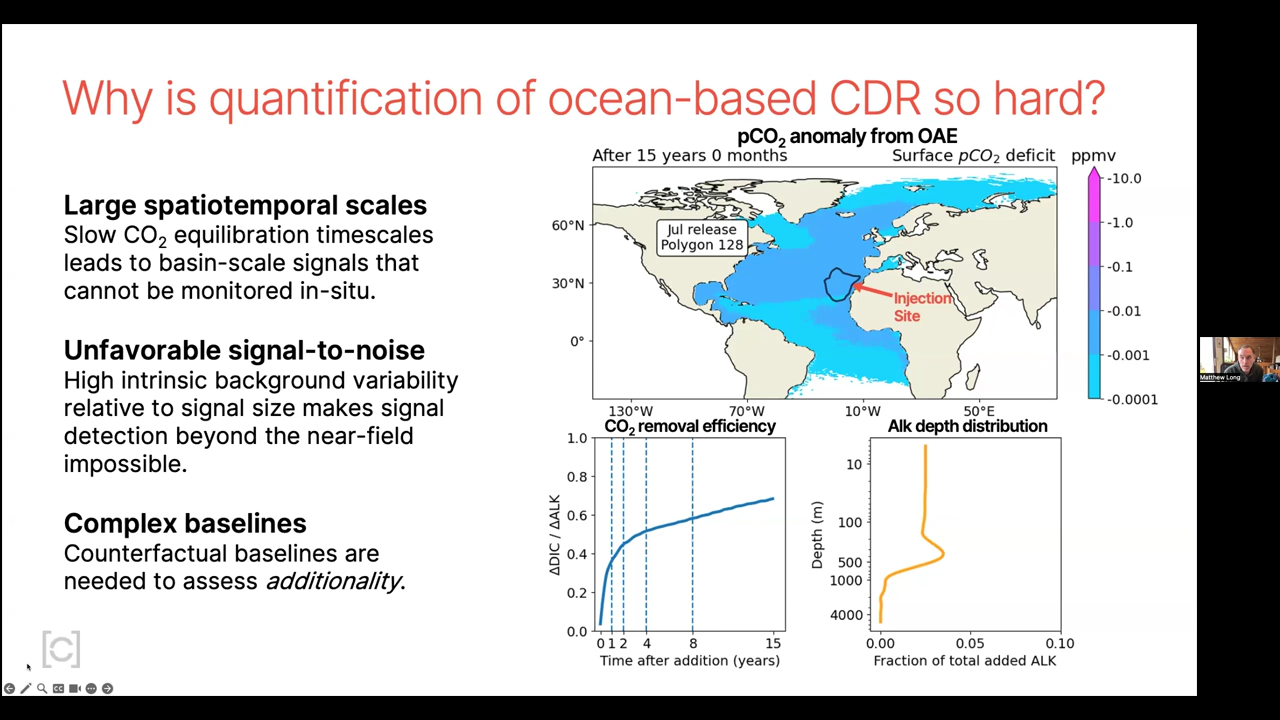 Why is quantification of ocean-based CDR so hard?
Large spatiotemporal scales
Slow CO₂ equilibration timescales
leads to basin-scale signals that
cannot be monitored in-situ.
Unfavorable signal-to-noise
High intrinsic background variability
relative to signal size makes signal
detection beyond the near-field
impossible.
Complex baselines
Counterfactual baselines are
needed to assess additionality.
[C]
pCO₂ anomaly from OAE
After 15 years 0 months
Surface pCO₂ deficit
ppmv
60°N
30°N
0°
Jul release
Polygon 128
Injection
Site
130°W
70°W
10°W
50°E
-10.0
-1.0
-0.1
-0.01
-0.001
-0.0001
CO₂ removal efficiency
ΔDIC / ΔALK
1.0
0.8
0.6
0.4
0.2
0.0
0 1 2 4 8 15
Time after addition (years)
Alk depth distribution
Depth (m)
10
100
500
1000
4000
0.00 0.05 0.10
Fraction of total added ALK
Matthew Long